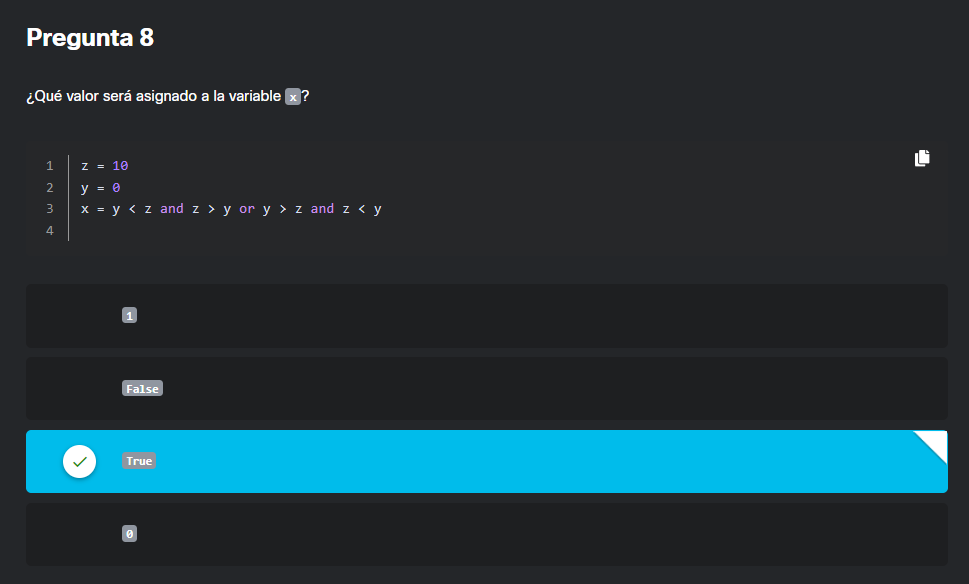 Pregunta 8
¿Qué valor será asignado a la variable x?
1 z = 10
2 y = 0
3 x = y < z and z > y or y > z and z < y
4
1
False
True
0